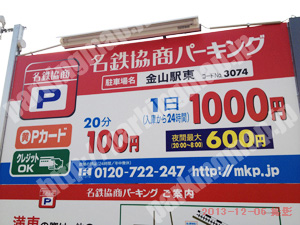 名鉄協商パーキング
名鉄協商
P
駐車場名 金山駅東 コードNo.3074
Pカード
クレジットOK
20分
100円
1日
(入庫から24時間)
1000円
夜間最大
(20:00~8:00)
600円
0120-722-247 http://mkp.jp
名鉄協商パーキング ご案内
満車
2013-12-06